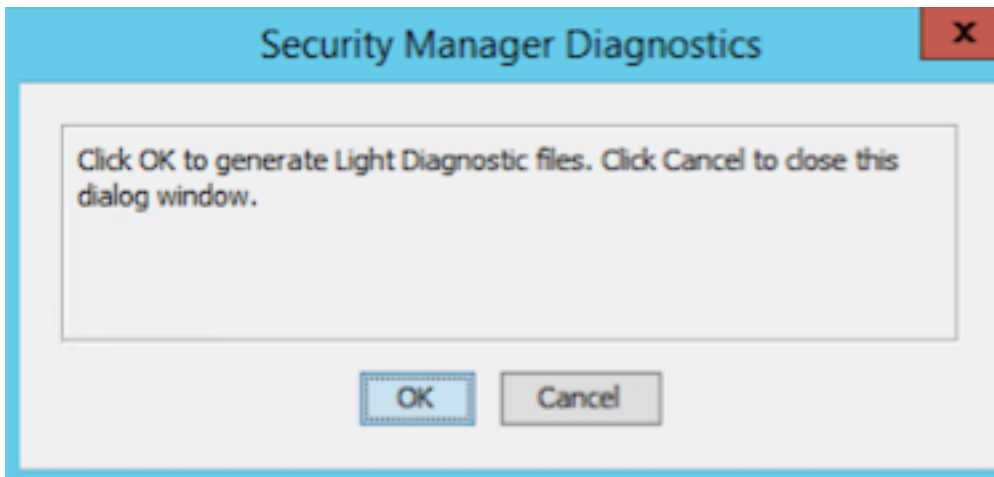 Security Manager Diagnostics
x
Click OK to generate Light Diagnostic files. Click Cancel to close this
dialog window.
OK
Cancel